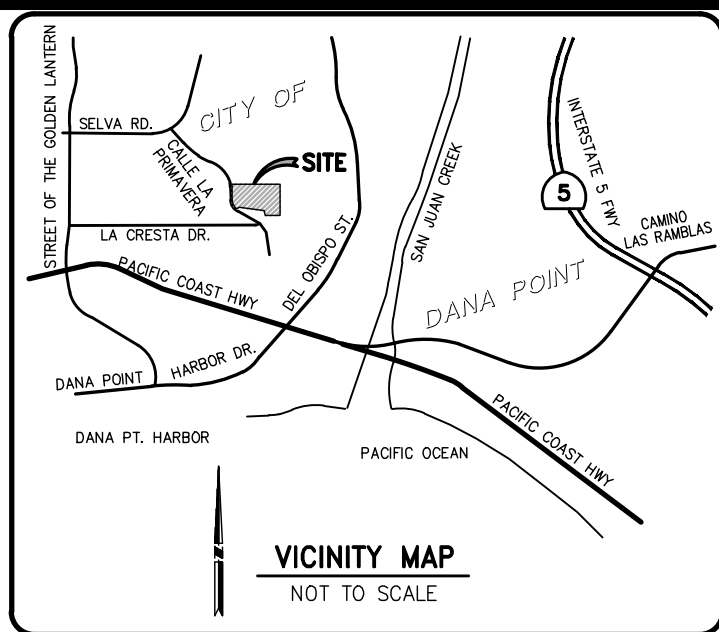 STREET OF THE GOLDEN LANTERN
SELVA RD.
CITY OF
CALLE LA
PRIMAVERA
SITE
LA CRESTA DR.
PACIFIC COAST HWY
DEL OBISPO ST.
SAN JUAN CREEK
INTERSTATE 5 FWY
5
CAMINO
LAS RAMBLAS
DANA POINT
DANA POINT HARBOR DR.
DANA PT. HARBOR
PACIFIC OCEAN
PACIFIC COAST HWY
N
VICINITY MAP
NOT TO SCALE